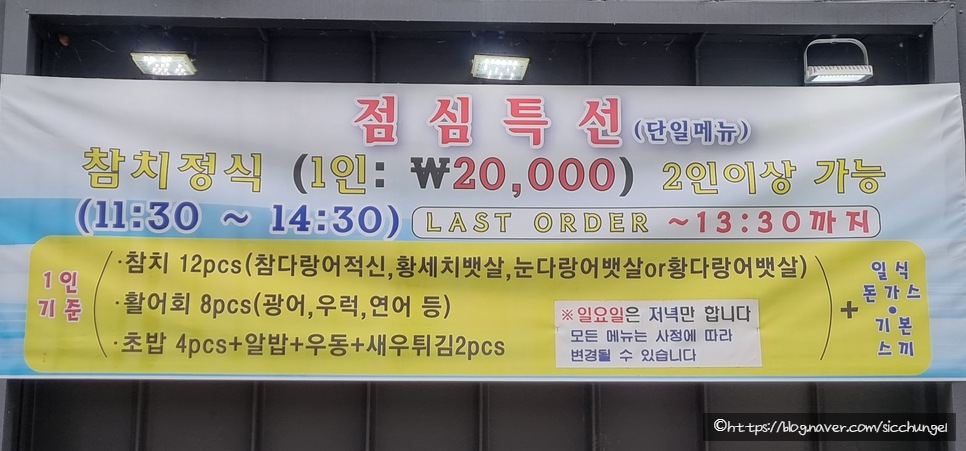 점심특선(단일메뉴)
참치정식 (1인: ₩20,000) 2인이상 가능
(11:30 ~ 14:30) LAST ORDER ~13:30까지
1인
기준
·참치 12pcs(참다랑어적신,황세치뱃살,눈다랑어뱃살or황다랑어뱃살)
·활어회 8pcs(광어,우럭,연어 등)
·초밥 4pcs+알밥+우동+새우튀김2pcs
※일요일은 저녁만 합니다
모든 메뉴는 사정에 따라
변경될 수 있습니다
+
일식
돈가스
•
기본
스끼
©https://blog.naver.com/sicchungel